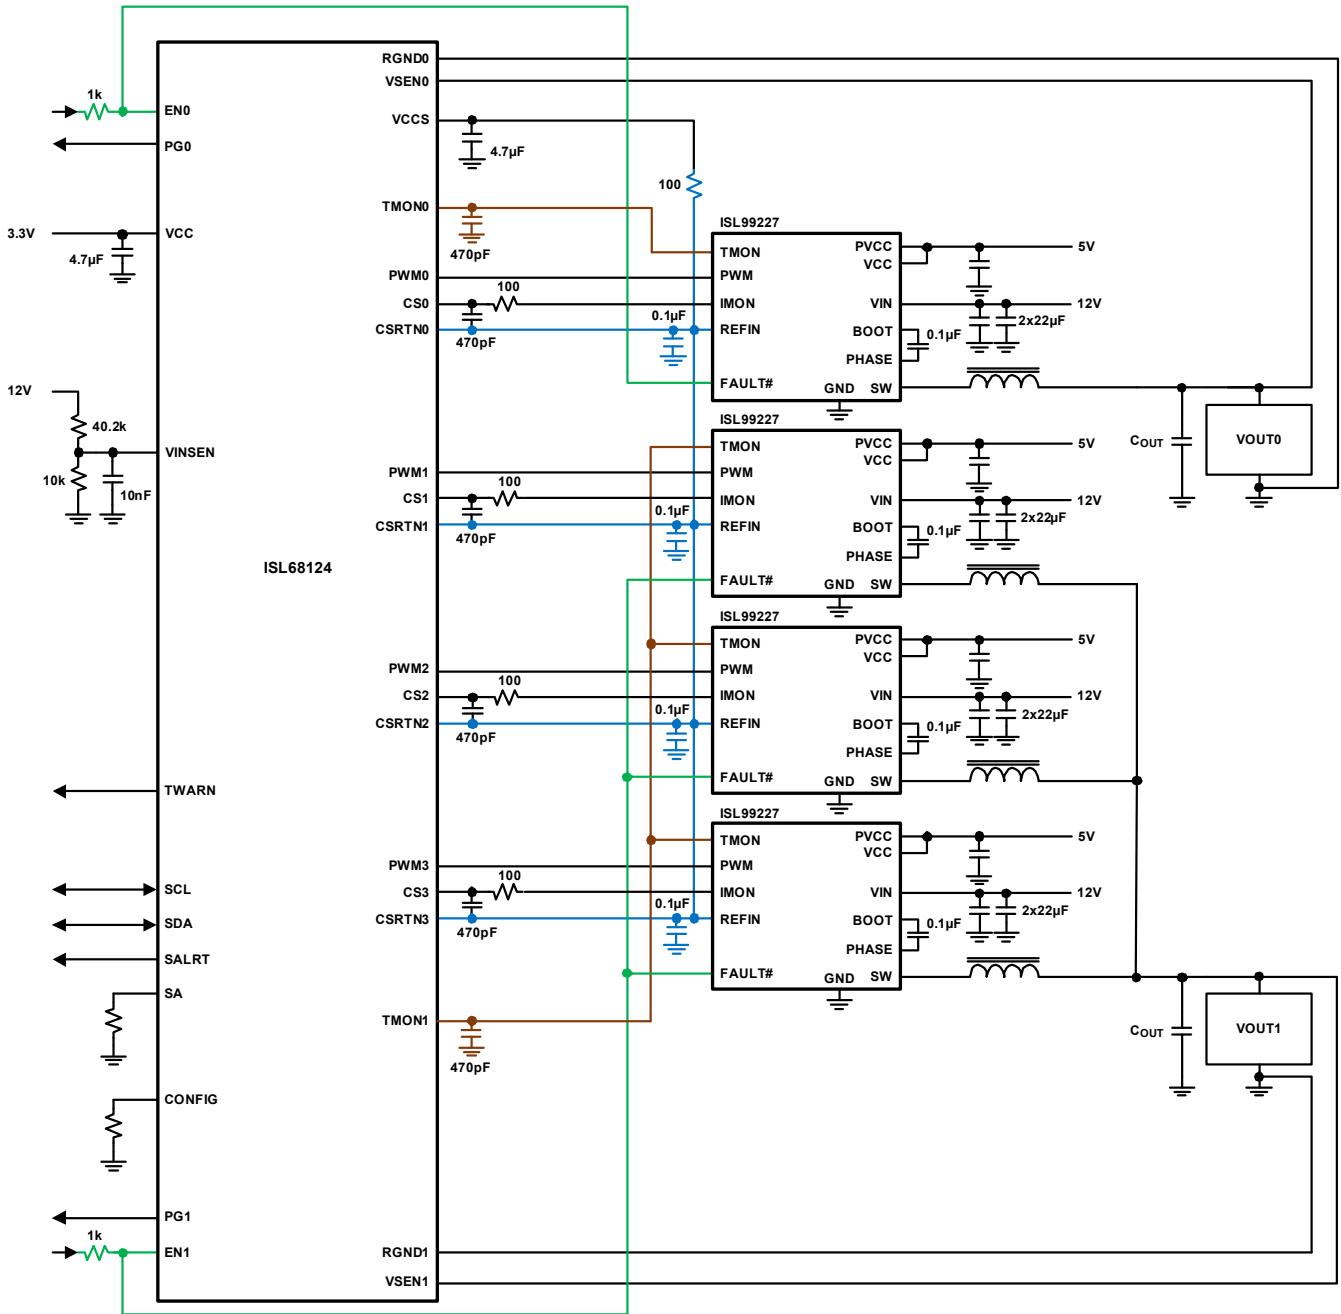 RGND0
VSEN0
1k
EN0
VCCS
PG0
4.7µF
100
TMON0
ISL99227
3.3V
VCC
470pF
4.7µF
TMON
PVCC
VCC
5V
PWM0
PWM
CS0
100
IMON
VIN
12V
0.1µF
2x22µF
CSRTN0
470pF
REFIN
BOOT
0.1µF
PHASE
12V
FAULT#
GND
SW
40.2k
ISL99227
COUT
VOUT0
VINSEN
TMON
PVCC
VCC
5V
10k
10nF
PWM1
PWM
CS1
100
IMON
VIN
12V
0.1µF
2x22µF
CSRTN1
470pF
REFIN
BOOT
0.1µF
PHASE
ISL68124
FAULT#
GND
SW
ISL99227
TMON
PVCC
VCC
5V
PWM2
PWM
CS2
100
IMON
VIN
12V
0.1µF
2x22µF
CSRTN2
470pF
REFIN
BOOT
0.1µF
PHASE
TWARN
FAULT#
GND
SW
ISL99227
TMON
PVCC
VCC
5V
PWM3
PWM
SCL
CS3
100
IMON
VIN
12V
0.1µF
2x22µF
SDA
CSRTN3
470pF
REFIN
BOOT
0.1µF
PHASE
SALRT
FAULT#
GND
SW
SA
TMON1
470pF
COUT
VOUT1
CONFIG
PG1
1k
EN1
RGND1
VSEN1